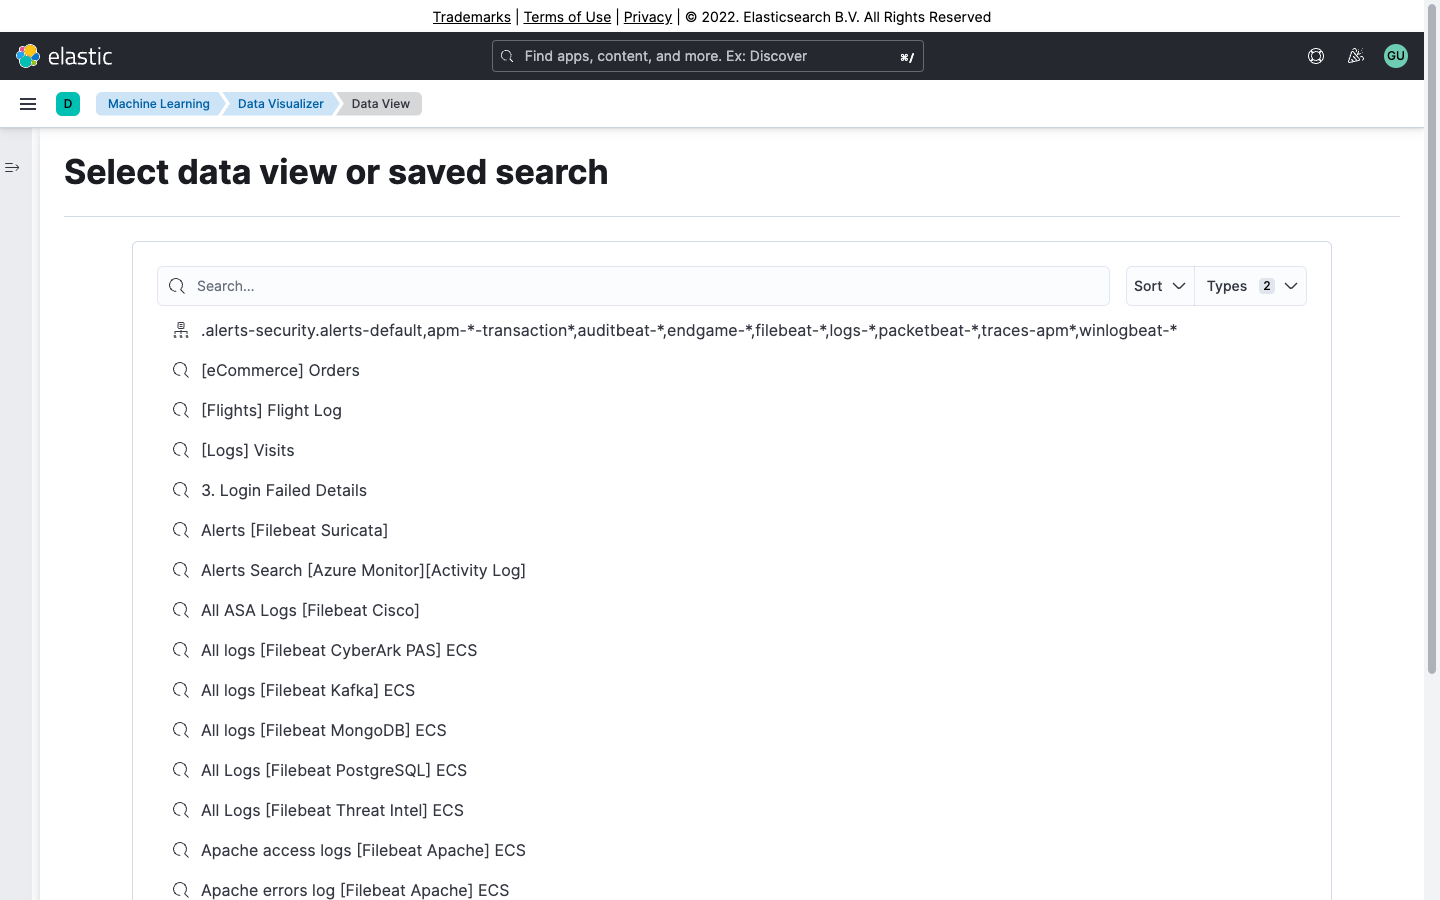 Trademarks | Terms of Use | Privacy | © 2022. Elasticsearch B.V. All Rights Reserved
elastic
Find apps, content, and more. Ex: Discover ⌘/
GU
D Machine Learning Data Visualizer Data View
Select data view or saved search
Search...
Sort
Types 2
.alerts-security.alerts-default,apm-*-transaction*,auditbeat-*,endgame-*,filebeat-*,logs-*,packetbeat-*,traces-apm*,winlogbeat-*
[eCommerce] Orders
[Flights] Flight Log
[Logs] Visits
3. Login Failed Details
Alerts [Filebeat Suricata]
Alerts Search [Azure Monitor][Activity Log]
All ASA Logs [Filebeat Cisco]
All logs [Filebeat CyberArk PAS] ECS
All logs [Filebeat Kafka] ECS
All logs [Filebeat MongoDB] ECS
All Logs [Filebeat PostgreSQL] ECS
All Logs [Filebeat Threat Intel] ECS
Apache access logs [Filebeat Apache] ECS
Apache errors log [Filebeat Apache] ECS